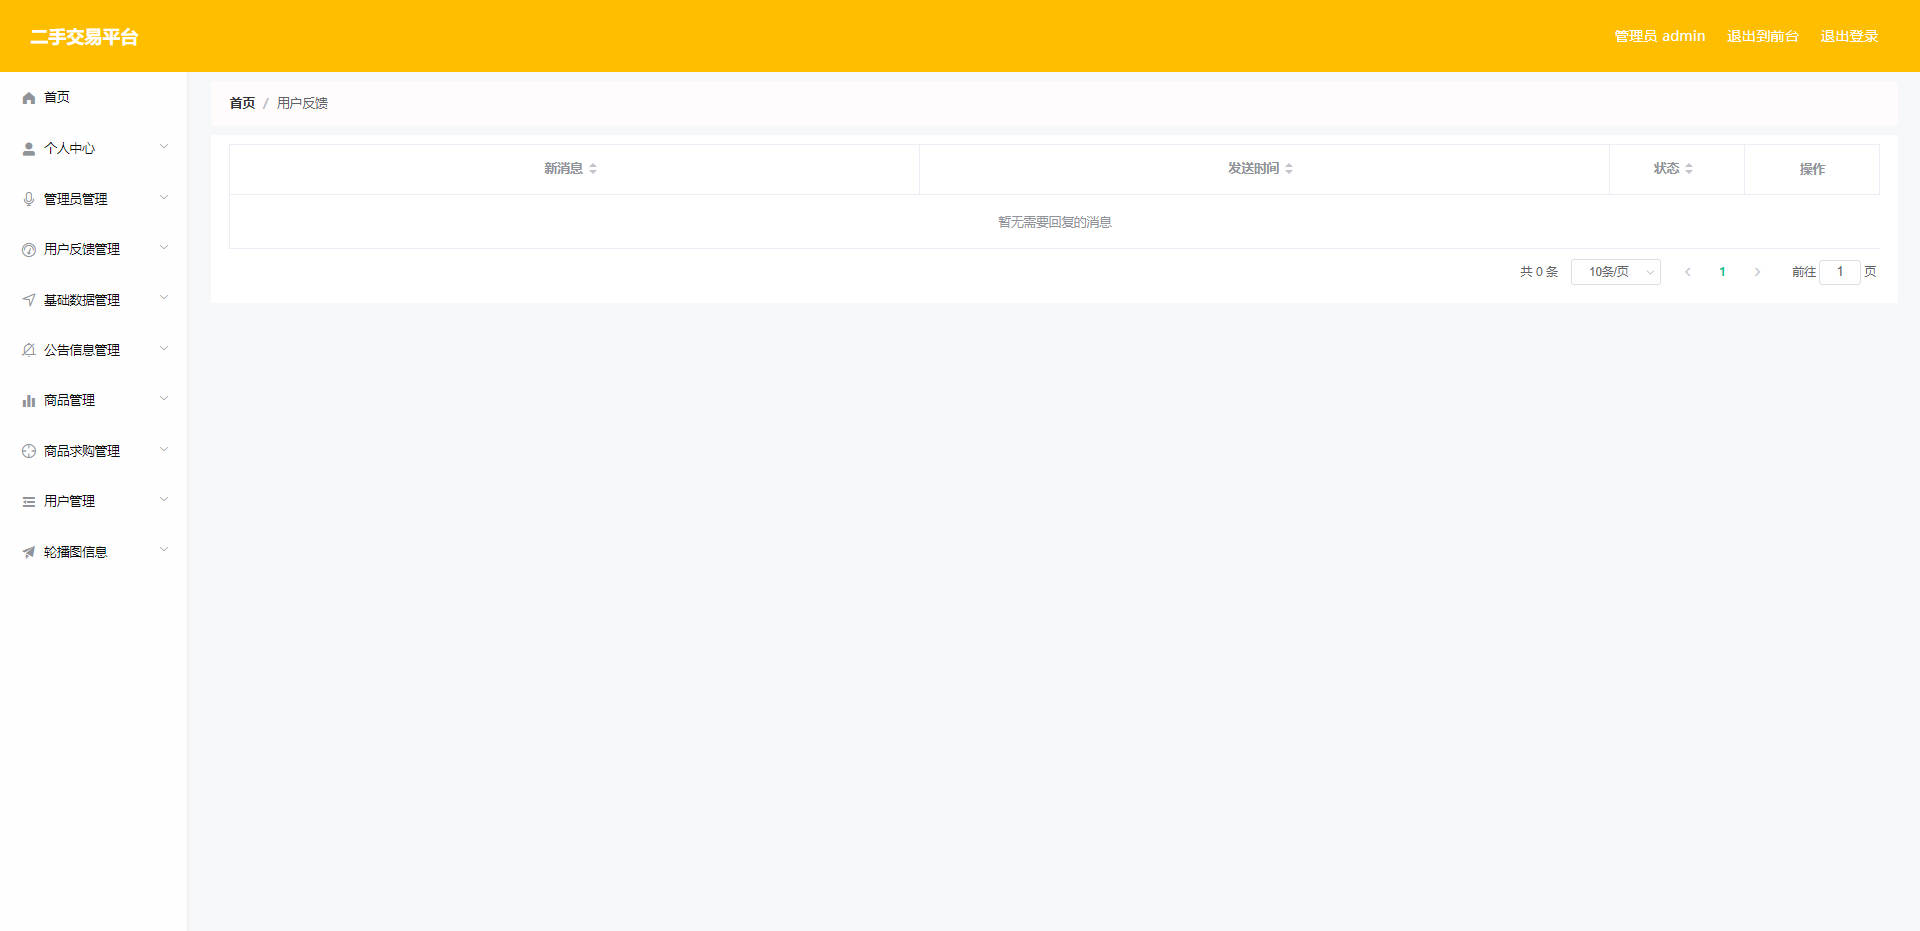 二手交易平台
管理员 admin 退出到前台 退出登录
首页
个人中心
管理员管理
用户反馈管理
基础数据管理
公告信息管理
商品管理
商品求购管理
用户管理
轮播图信息
首页 / 用户反馈
新消息 发送时间 状态 操作
暂无需要回复的消息
共 0 条 10条/页 1 前往 1 页